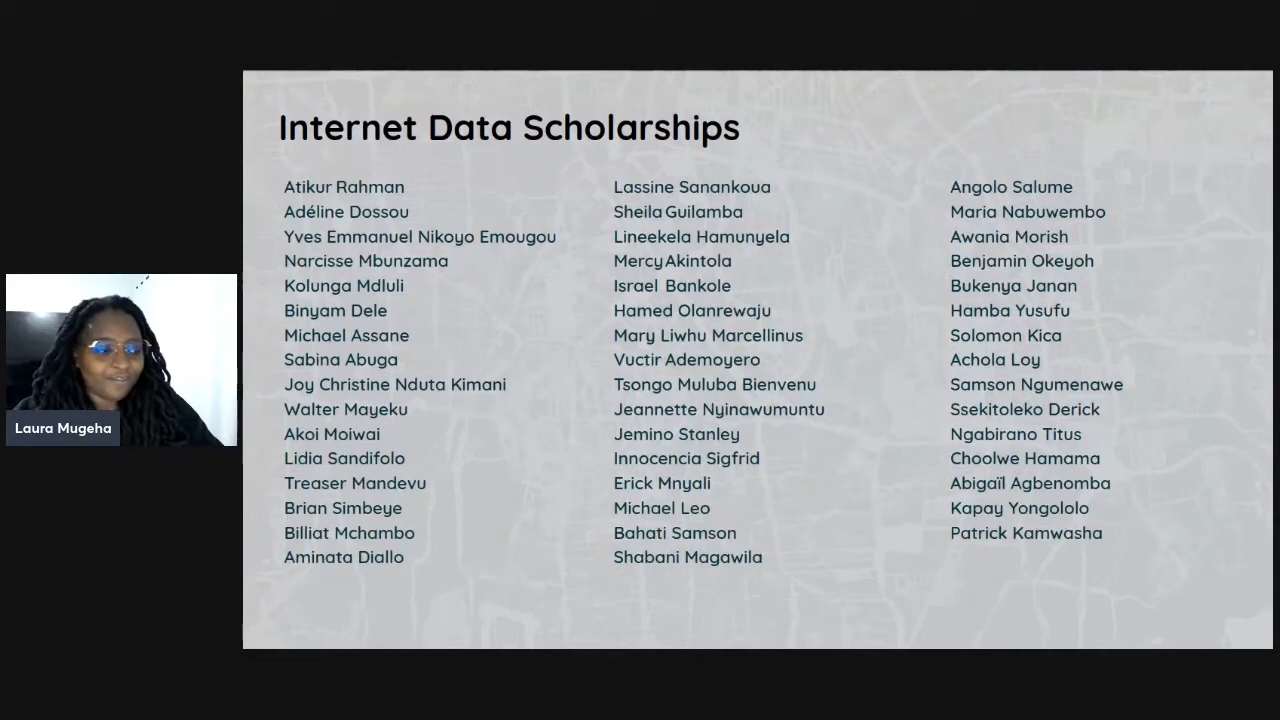 Internet Data Scholarships
Atikur Rahman
Adéline Dossou
Yves Emmanuel Nikoyo Emougou
Narcisse Mbunzama
Kolunga Mdluli
Binyam Dele
Michael Assane
Sabina Abuga
Joy Christine Nduta Kimani
Walter Mayeku
Akoi Moiwai
Lidia Sandifolo
Treaser Mandevu
Brian Simbeye
Billiat Mchambo
Aminata Diallo
Lassine Sanankoua
Sheila Guilamba
Lineekela Hamunyela
Mercy Akintola
Israel Bankole
Hamed Olanrewaju
Mary Liwhu Marcellinus
Vuctir Ademoyero
Tsongo Muluba Bienvenu
Jeannette Nyinawumuntu
Jemino Stanley
Innocencia Sigfrid
Erick Mnyali
Michael Leo
Bahati Samson
Shabani Magawila
Angolo Salume
Maria Nabuwembo
Awania Morish
Benjamin Okeyoh
Bukenya Janan
Hamba Yusufu
Solomon Kica
Achola Loy
Samson Ngumenawe
Ssekitoleko Derick
Ngabirano Titus
Choolwe Hamama
Abigaïl Agbenomba
Kapay Yongololo
Patrick Kamwasha
Laura Mugeha